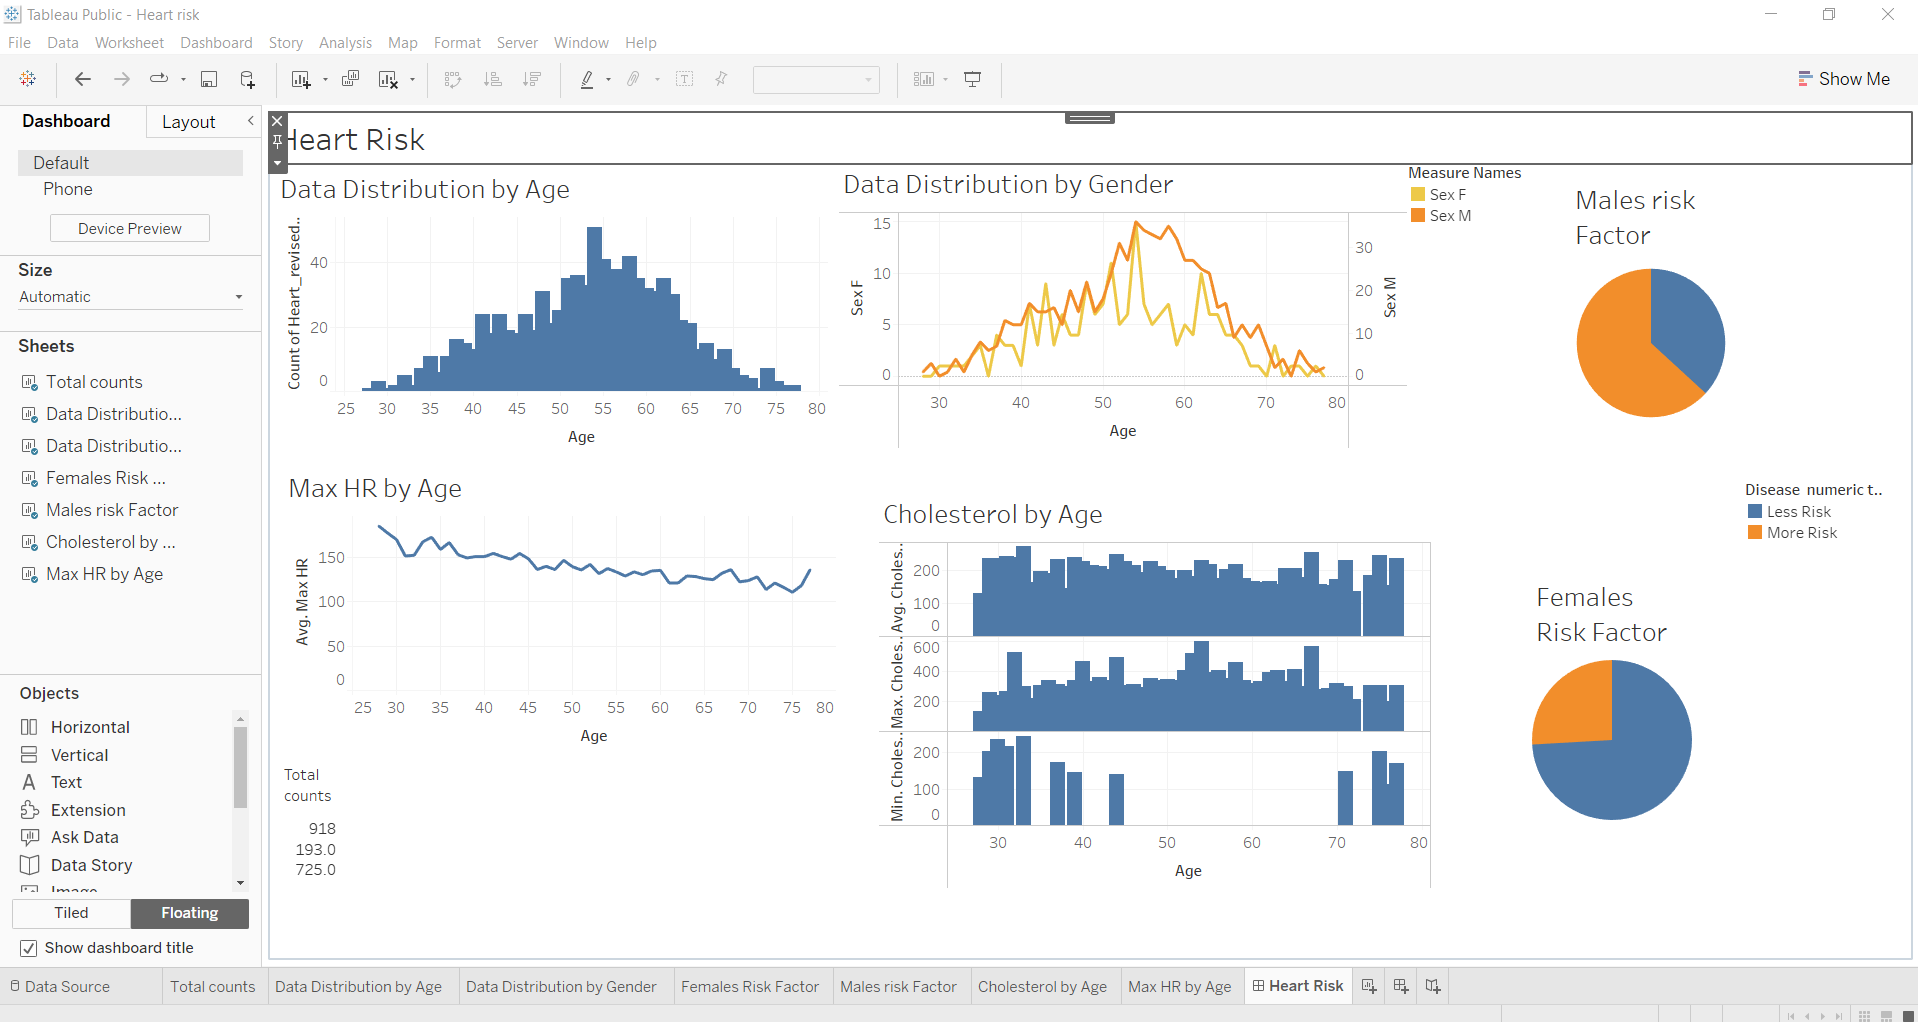 Tableau Public - Heart risk
File Data Worksheet Dashboard Story Analysis Map Format Server Window Help
Show Me
Dashboard
Layout
Default
Phone
Device Preview
Size
Automatic
Sheets
Total counts
Data Distributio...
Data Distributio...
Females Risk ...
Males risk Factor
Cholesterol by ...
Max HR by Age
Objects
Horizontal
Vertical
Text
Extension
Ask Data
Data Story
Image
Tiled
Floating
Show dashboard title
Heart Risk
Data Distribution by Age
Count of Heart_revised..
40
20
0
25 30 35 40 45 50 55 60 65 70 75 80
Age
Data Distribution by Gender
Sex F
15
10
5
0
Sex M
30
20
10
0
30 40 50 60 70 80
Age
Measure Names
Sex F
Sex M
Males risk
Factor
Max HR by Age
Avg. Max HR
150
100
50
0
25 30 35 40 45 50 55 60 65 70 75 80
Age
Total
counts
918
193.0
725.0
Cholesterol by Age
Avg. Choles..
200
100
0
Max. Choles..
600
400
200
Min. Choles..
200
100
0
30 40 50 60 70 80
Age
Disease numeric t..
Less Risk
More Risk
Females
Risk Factor
Data Source
Total counts
Data Distribution by Age
Data Distribution by Gender
Females Risk Factor
Males risk Factor
Cholesterol by Age
Max HR by Age
Heart Risk